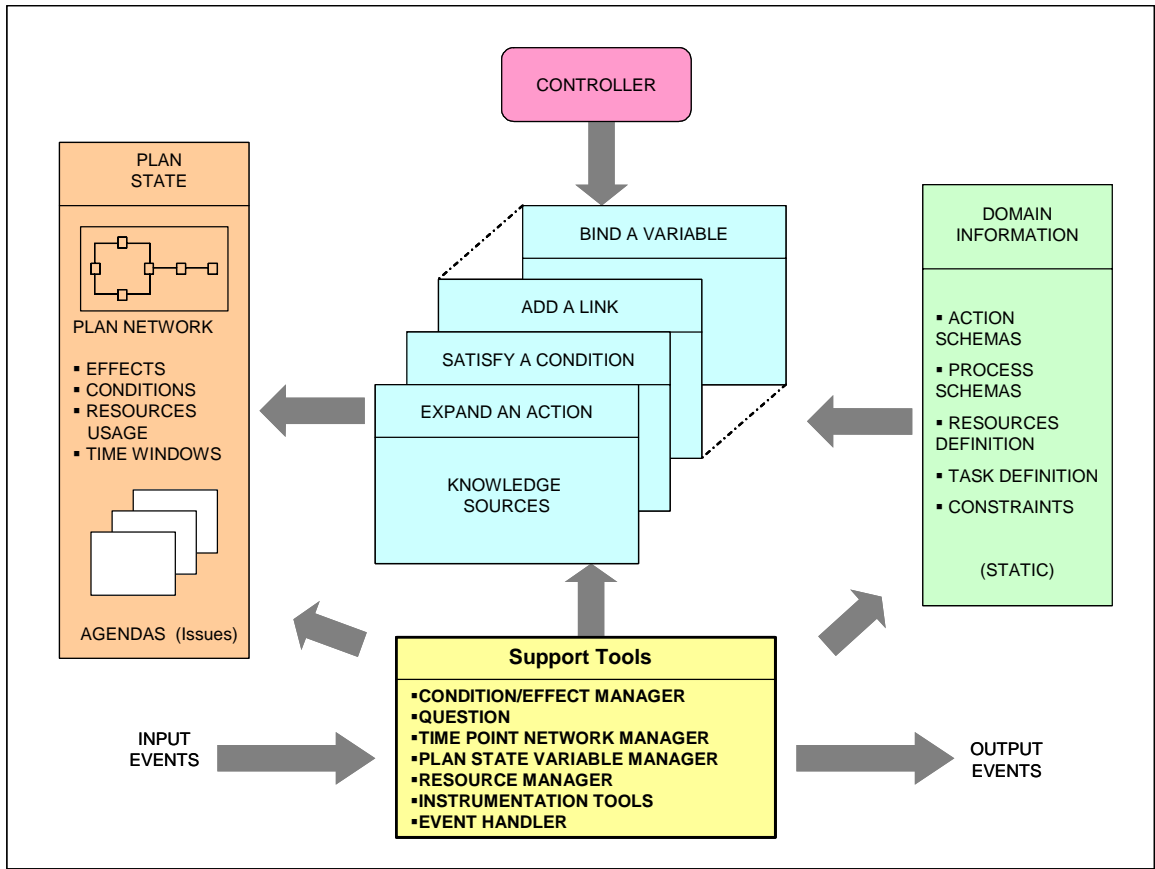 CONTROLLER
PLAN
STATE
PLAN NETWORK
▪ EFFECTS
▪ CONDITIONS
▪ RESOURCES
USAGE
▪ TIME WINDOWS
AGENDAS (Issues)
BIND A VARIABLE
ADD A LINK
SATISFY A CONDITION
EXPAND AN ACTION
KNOWLEDGE
SOURCES
DOMAIN
INFORMATION
▪ ACTION
SCHEMAS
▪ PROCESS
SCHEMAS
▪ RESOURCES
DEFINITION
▪ TASK DEFINITION
▪ CONSTRAINTS
(STATIC)
Support Tools
▪CONDITION/EFFECT MANAGER
▪QUESTION
▪TIME POINT NETWORK MANAGER
▪PLAN STATE VARIABLE MANAGER
▪RESOURCE MANAGER
▪INSTRUMENTATION TOOLS
▪EVENT HANDLER
INPUT
EVENTS
OUTPUT
EVENTS